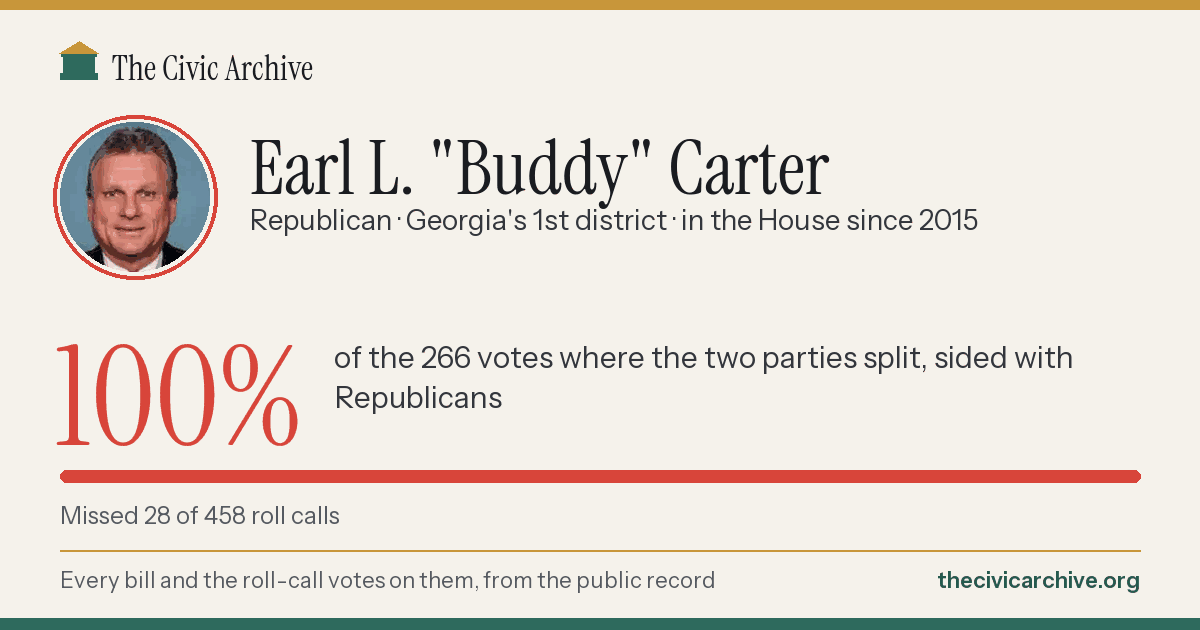 The Civic Archive
Earl L. "Buddy" Carter
Republican · Georgia's 1st district · in the House since 2015
100%
of the 266 votes where the two parties split, sided with
Republicans
Missed 28 of 458 roll calls
Every bill and the roll-call votes on them, from the public record
thecivicarchive.org